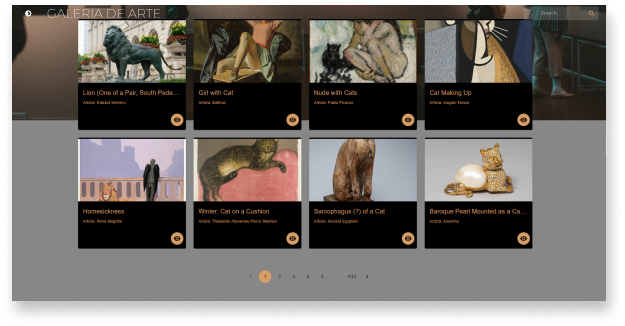 GALERIA DE ARTE
Search
Lion (One of a Pair, South Pede...
Artista: Edward Kemeys
Girl with Cat
Artista: Balthus
Nude with Cats
Artista: Pablo Picasso
Cat Making Up
Artista: Inagaki Tomoo
Homesickness
Artista: René Magritte
Winter: Cat on a Cushion
Artista: Théophile-Alexandre Pierre Steinlen
Sarcophagus (?) of a Cat
Artista: Ancient Egyptian
Baroque Pearl Mounted as a Ca...
Artista: Anonimo
1 2 3 4 5 ...